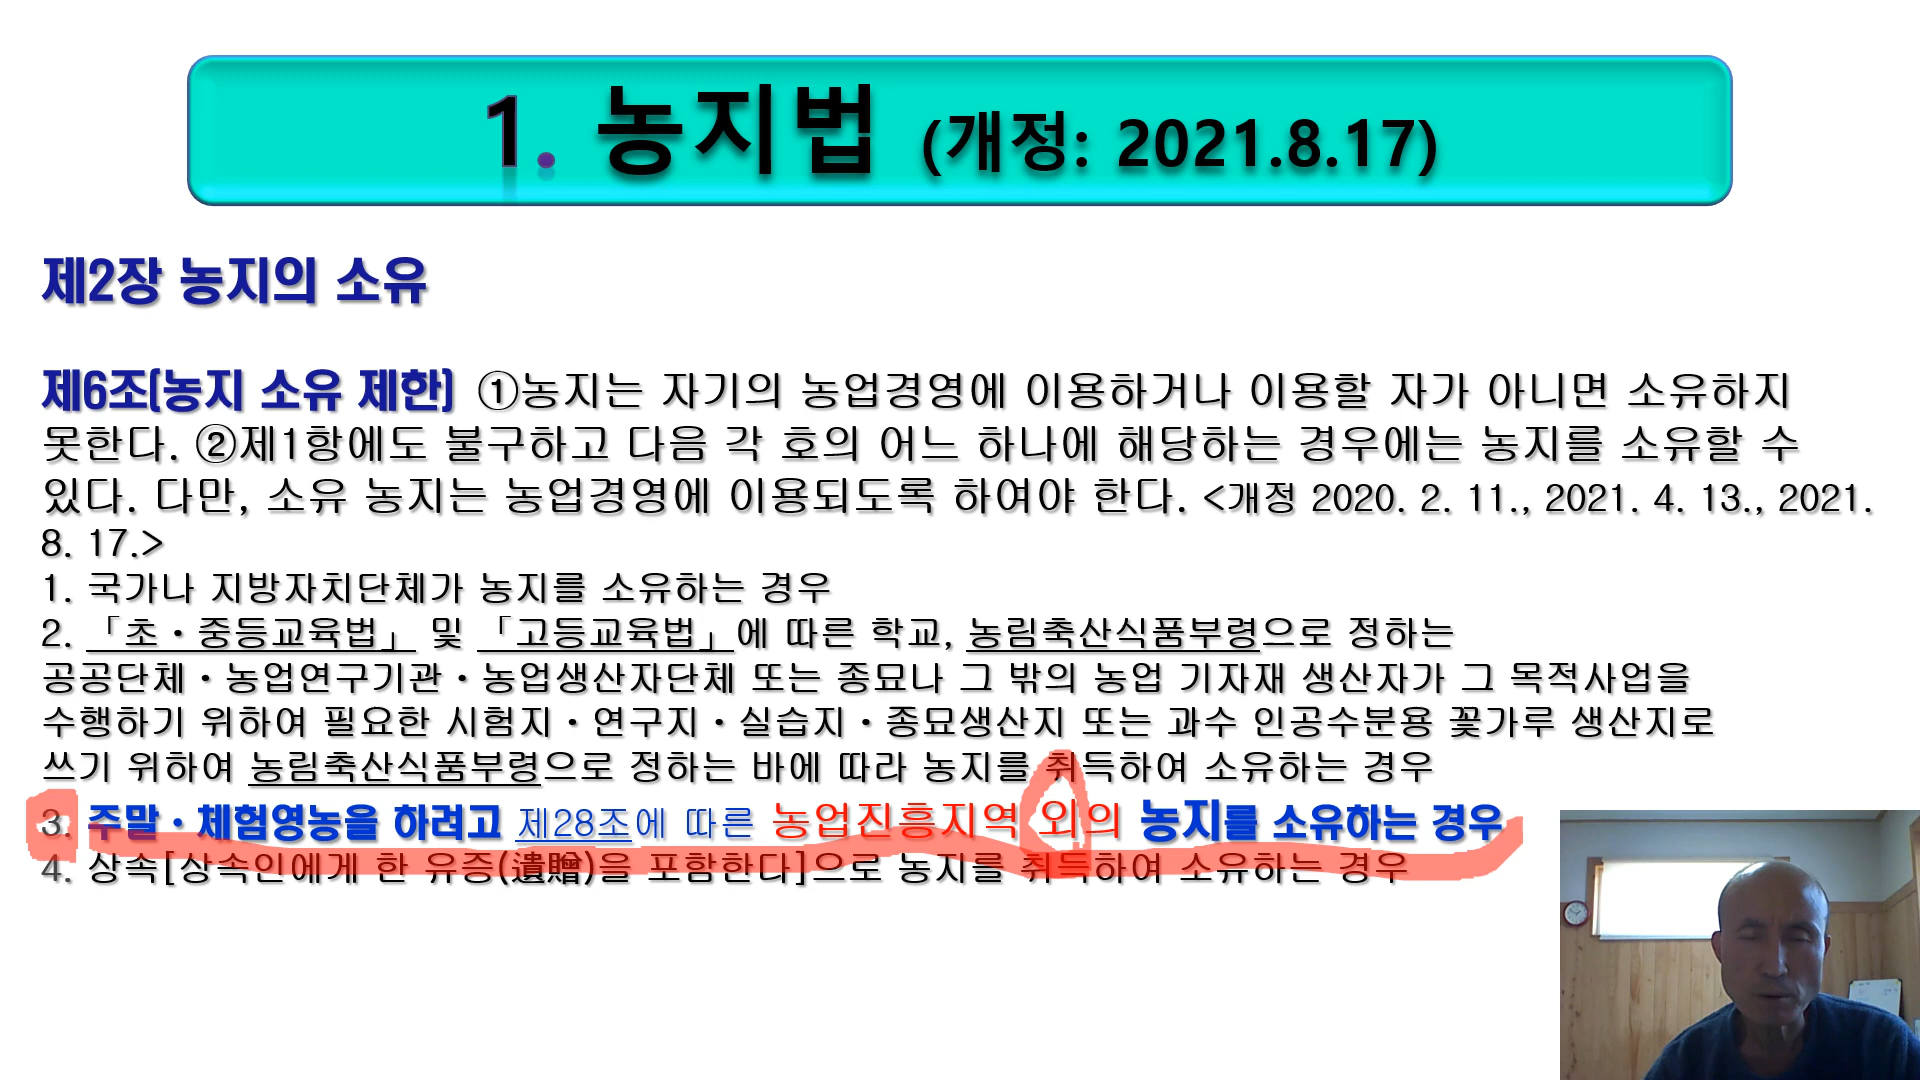 1. 농지법 (개정: 2021.8.17)
제2장 농지의 소유
제6조(농지 소유 제한) ①농지는 자기의 농업경영에 이용하거나 이용할 자가 아니면 소유하지
못한다. ②제1항에도 불구하고 다음 각 호의 어느 하나에 해당하는 경우에는 농지를 소유할 수
있다. 다만, 소유 농지는 농업경영에 이용되도록 하여야 한다. <개정 2020. 2. 11., 2021. 4. 13., 2021.
8. 17.>
1. 국가나 지방자치단체가 농지를 소유하는 경우
2. 「초・중등교육법」 및 「고등교육법」에 따른 학교, 농림축산식품부령으로 정하는
공공단체・농업연구기관・농업생산자단체 또는 종묘나 그 밖의 농업 기자재 생산자가 그 목적사업을
수행하기 위하여 필요한 시험지・연구지・실습지・종묘생산지 또는 과수 인공수분용 꽃가루 생산지로
쓰기 위하여 농림축산식품부령으로 정하는 바에 따라 농지를 취득하여 소유하는 경우
3. 주말・체험영농을 하려고 제28조에 따른 농업진흥지역 외의 농지를 소유하는 경우
4. 상속[상속인에게 한 유증(遺贈)을 포함한다]으로 농지를 취득하여 소유하는 경우